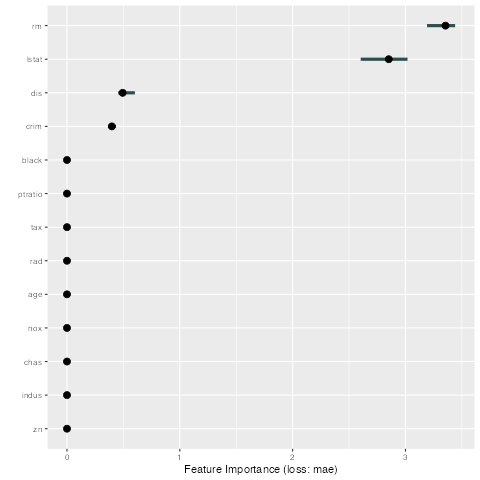 rm
lstat
dis
crim
black
ptratio
tax
rad
age
nox
chas
indus
zn
0 1 2 3
Feature Importance (loss: mae)